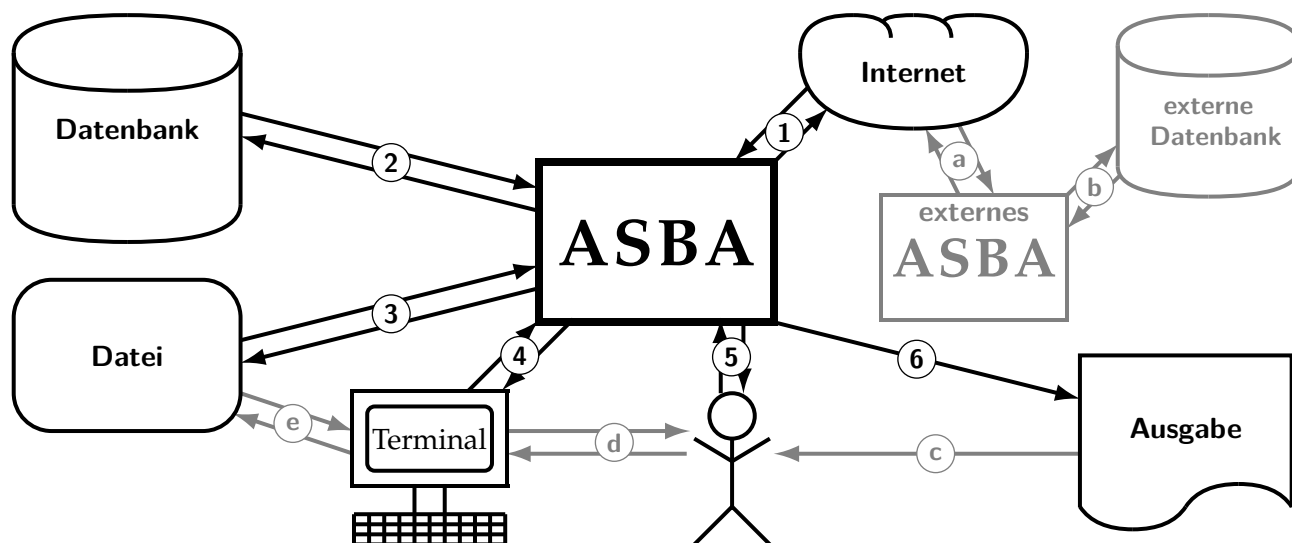 Internet
externe
Datenbank
Datenbank
1
2
a
b
externes
ASBA
ASBA
3
4
5
6
Datei
e
Terminal
d
c
Ausgabe